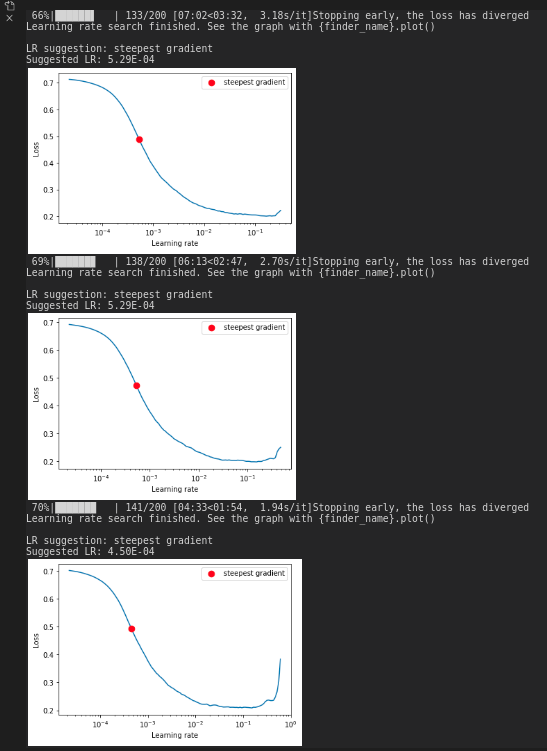 66%|██████▋   | 133/200 [07:02<03:32,  3.18s/it]Stopping early, the loss has diverged
Learning rate search finished. See the graph with {finder_name}.plot()
LR suggestion: steepest gradient
Suggested LR: 5.29E-04
steepest gradient
0.7
0.6
0.5
0.4
0.3
0.2
Loss
10⁻⁴ 10⁻³ 10⁻² 10⁻¹
Learning rate
69%|██████▉   | 138/200 [06:13<02:47,  2.70s/it]Stopping early, the loss has diverged
Learning rate search finished. See the graph with {finder_name}.plot()
LR suggestion: steepest gradient
Suggested LR: 5.29E-04
steepest gradient
0.7
0.6
0.5
0.4
0.3
0.2
Loss
10⁻⁴ 10⁻³ 10⁻² 10⁻¹
Learning rate
70%|███████   | 141/200 [04:33<01:54,  1.94s/it]Stopping early, the loss has diverged
Learning rate search finished. See the graph with {finder_name}.plot()
LR suggestion: steepest gradient
Suggested LR: 4.50E-04
steepest gradient
0.7
0.6
0.5
0.4
0.3
0.2
Loss
10⁻⁴ 10⁻³ 10⁻² 10⁻¹ 10⁰
Learning rate